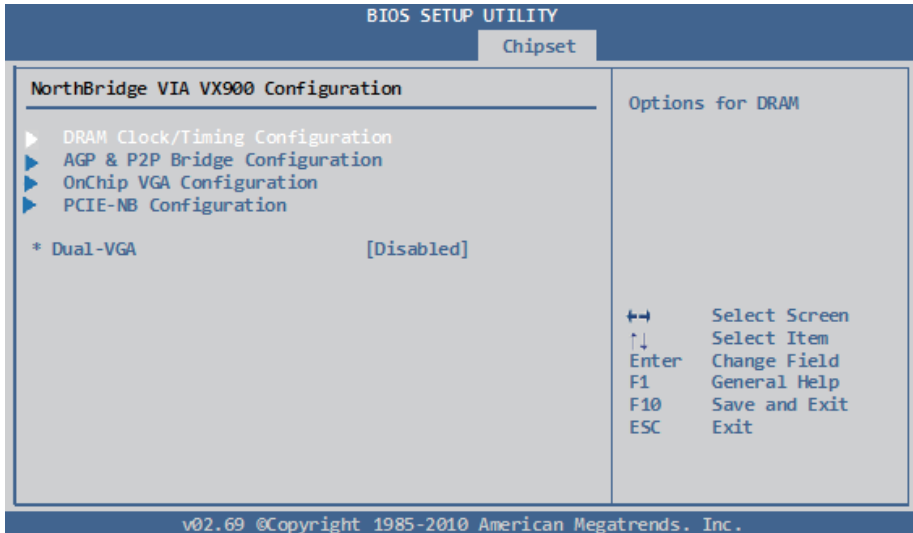 BIOS SETUP UTILITY
Chipset
NorthBridge VIA VX900 Configuration
DRAM Clock/Timing Configuration
AGP & P2P Bridge Configuration
OnChip VGA Configuration
PCIE-NB Configuration
* Dual-VGA [Disabled]
Options for DRAM
←→ Select Screen
↑↓ Select Item
Enter Change Field
F1 General Help
F10 Save and Exit
ESC Exit
v02.69 ©Copyright 1985-2010 American Megatrends. Inc.